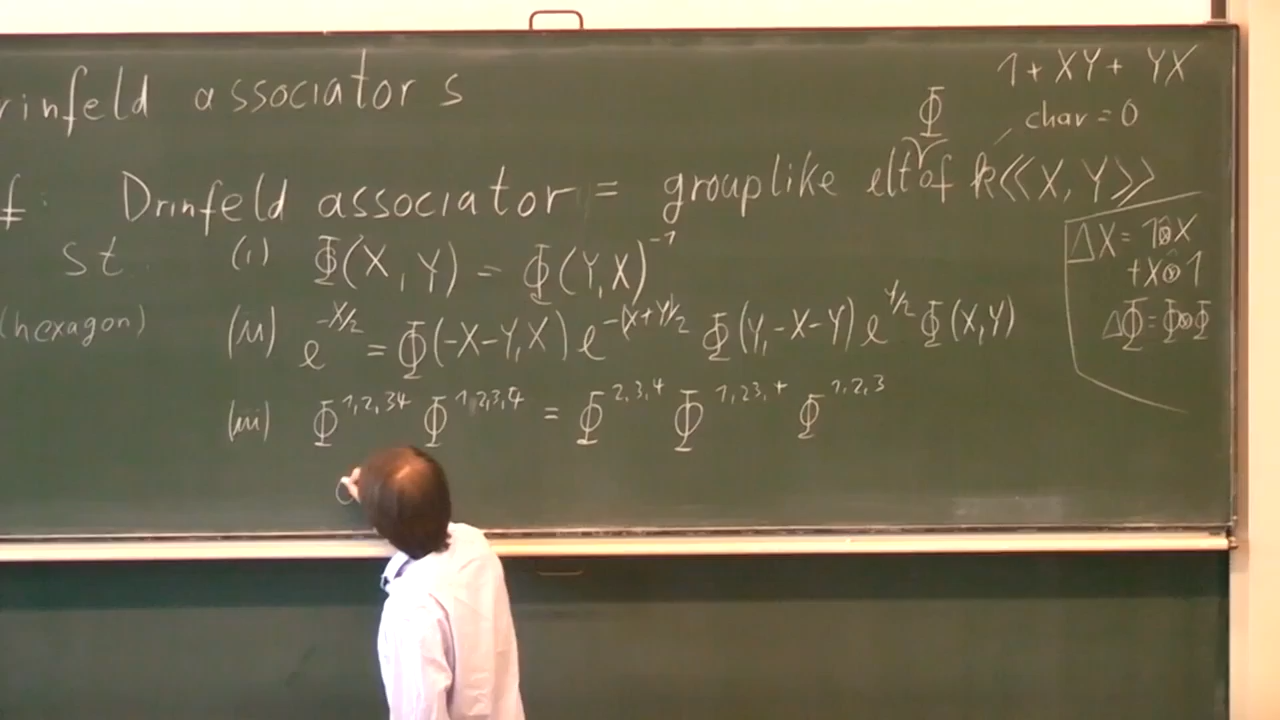 rinfeld associators
1 + XY + YX
Φ
char = 0
f: Drinfeld associator = grouplike elt of k⟨⟨X, Y⟩⟩
st. (i) Φ(X, Y) = Φ(Y, X)⁻¹
ΔX = 1⊗X
+X⊗1
(hexagon) (ii) e^{-X/2} = Φ(-X-Y, X) e^{-(X+Y)/2} Φ(Y, -X-Y) e^{Y/2} Φ(X, Y)
ΔΦ = Φ⊗Φ
(iii) Φ^{1,2,34} Φ^{12,3,4} = Φ^{2,3,4} Φ^{1,23,4} Φ^{1,2,3}